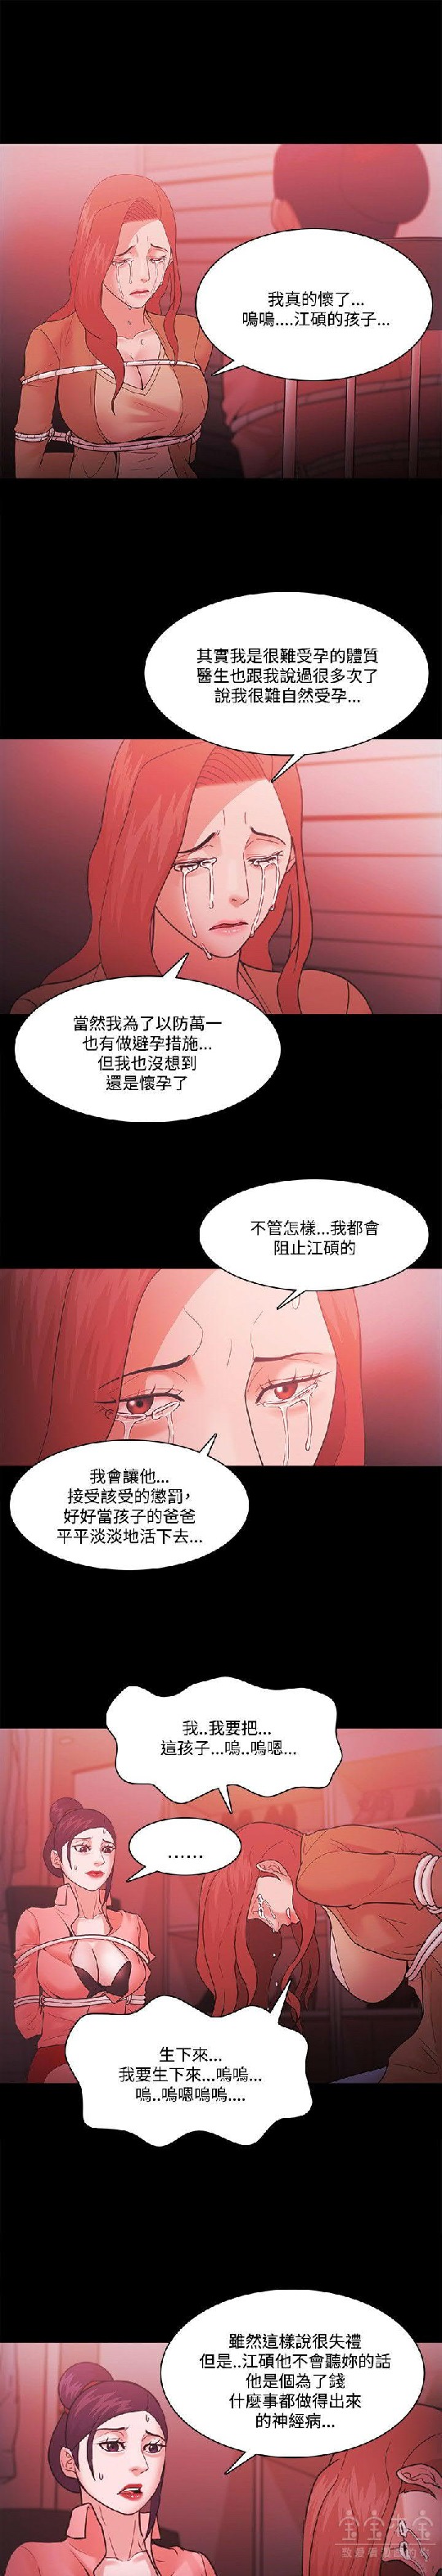 我真的懷了...
嗚嗚....江碩的孩子...
其實我是很難受孕的體質
醫生也跟我說過很多次了
說我很難自然受孕...
當然我為了以防萬一
也有做避孕措施...
但我也沒想到
還是懷孕了
不管怎樣...我都會
阻止江碩的
我會讓他...
接受該受的懲罰，
好好當孩子的爸爸
平平淡淡地活下去...
我..我要把...
這孩子...嗚..嗚嗯...
......
生下來...
我要生下來...嗚嗚...
嗚..嗚嗯嗚嗚....
雖然這樣說很失禮
但是..江碩他不會聽妳的話
他是個為了錢
什麼事都做得出來
的神經病...